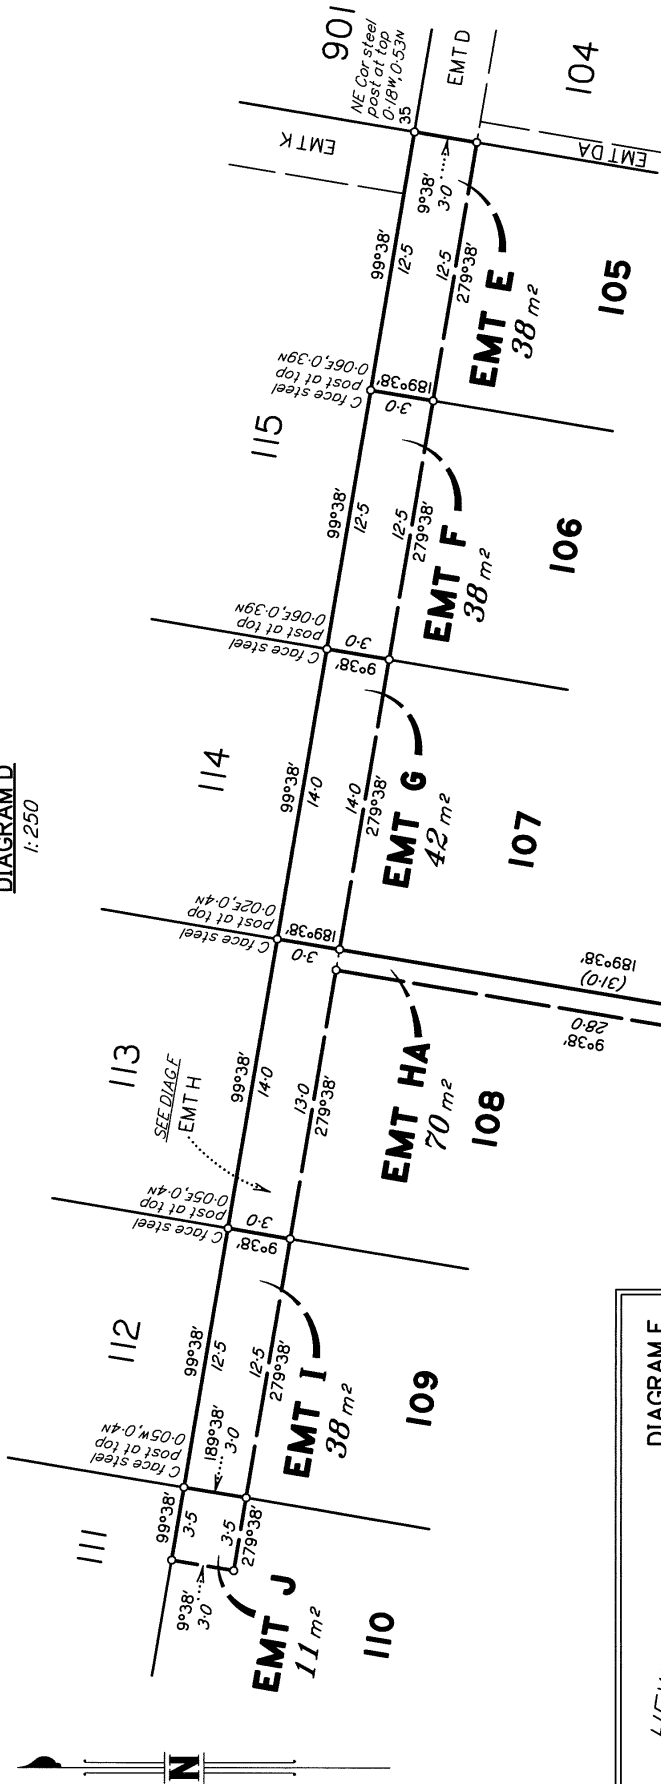 DIAGRAM D
1:250
901
NE Cor steel
post at top
0·18W,0·53N
35
EMT D
104
EMT K
EMT DA
9°38'
3·0
99°38'
12·5
12·5
279°38'
EMT E
38 m²
105
C face steel
post at top
0·06E,0·39N
189°38'
3·0
115
99°38'
12·5
12·5
279°38'
EMT F
38 m²
106
C face steel
post at top
0·06E,0·39N
3·0
9°38'
114
99°38'
14·0
14·0
279°38'
EMT G
42 m²
107
C face steel
post at top
0·02E,0·4N
189°38'
3·0
189°38'
(31·0)
28·0
9°38'
113
SEE DIAG F
EMT H
99°38'
14·0
13·0
279°38'
EMT HA
70 m²
108
C face steel
post at top
0·05E,0·4N
3·0
9°38'
112
99°38'
12·5
12·5
279°38'
EMT I
38 m²
109
C face steel
post at top
0·05W,0·4N
189°38'
3·0
111
99°38'
3·5
3·5
279°38'
9°38'
3·0
EMT J
11 m²
110
N